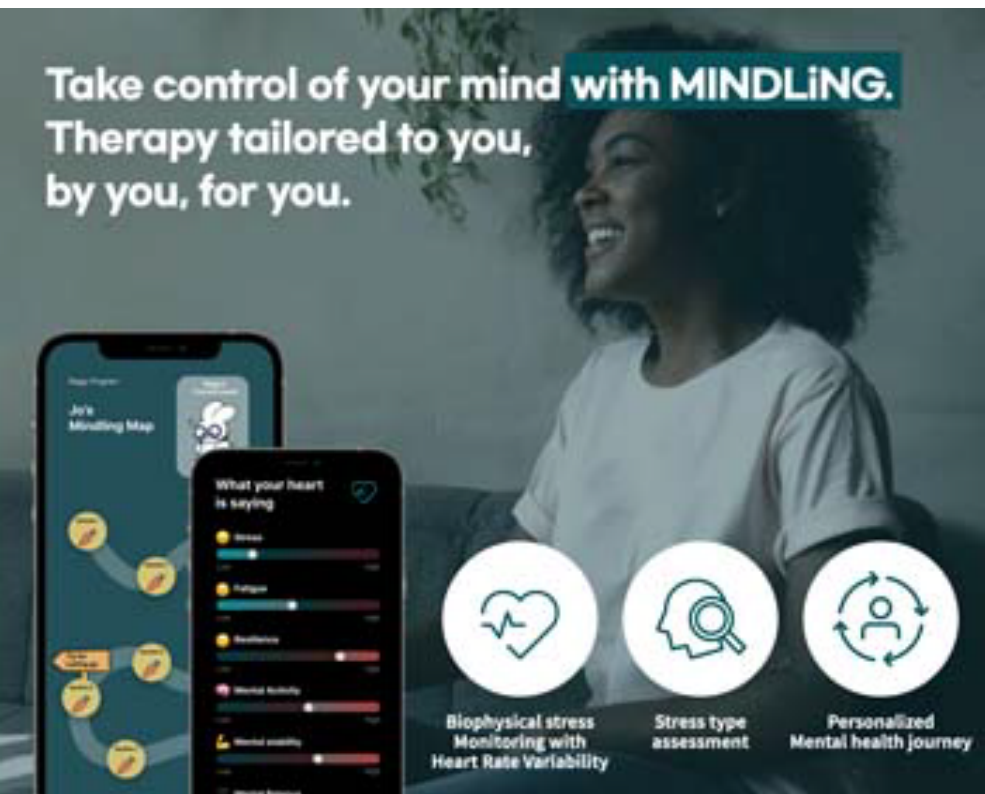 Take control of your mind with MINDLiNG.
Therapy tailored to you,
by you, for you.
Jo's
Mindling Map
What your heart
is saying
Stress
Fatigue
Resilience
Mental Activity
Mental stability
Biophysical stress
Monitoring with
Heart Rate Variability
Stress type
assessment
Personalized
Mental health journey